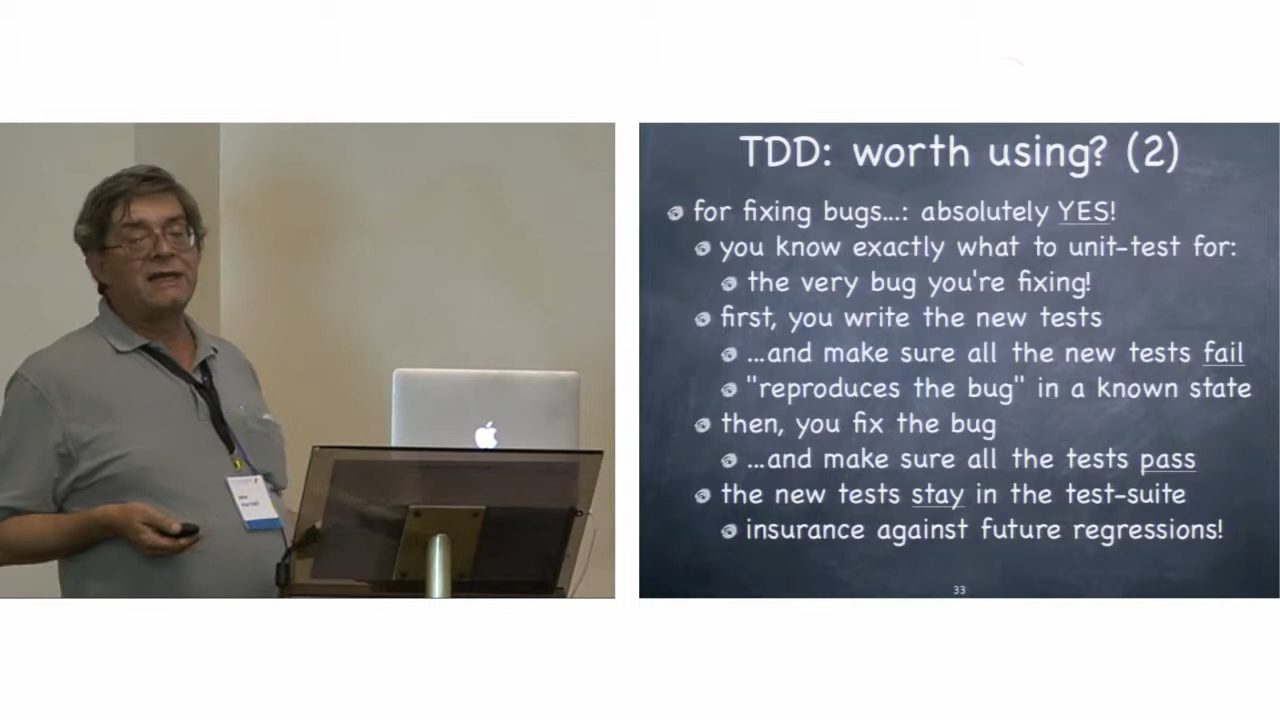 TDD: worth using? (2)
for fixing bugs...: absolutely YES!
you know exactly what to unit-test for:
the very bug you're fixing!
first, you write the new tests
...and make sure all the new tests fail
"reproduces the bug" in a known state
then, you fix the bug
...and make sure all the tests pass
the new tests stay in the test-suite
insurance against future regressions!
33